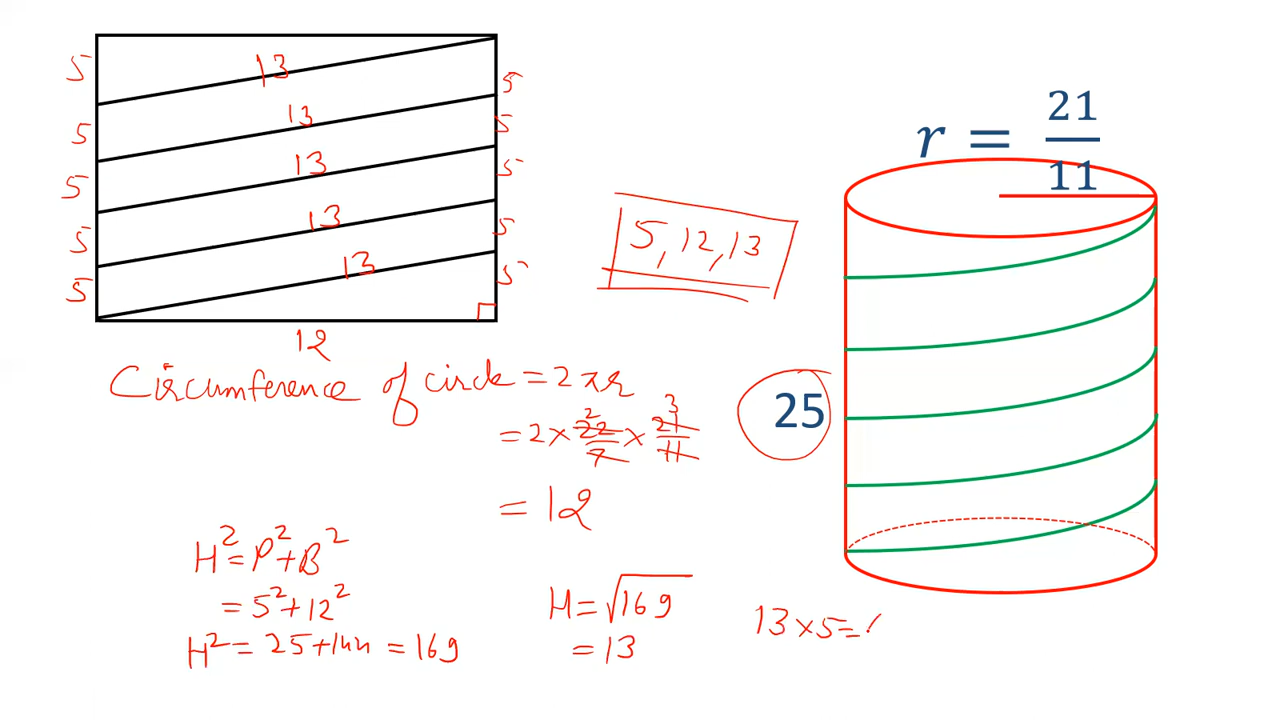 13
5
5
13
5
5
13
5
5
13
5
5
13
5
5
12
5, 12, 13
r = 21/11
25
Circumference of circle = 2πr
= 2 × 22/7 × 21/11
2 3
= 12
H² = P² + B²
= 5² + 12²
H² = 25 + 144 = 169
H = √169
= 13
13 × 5 =